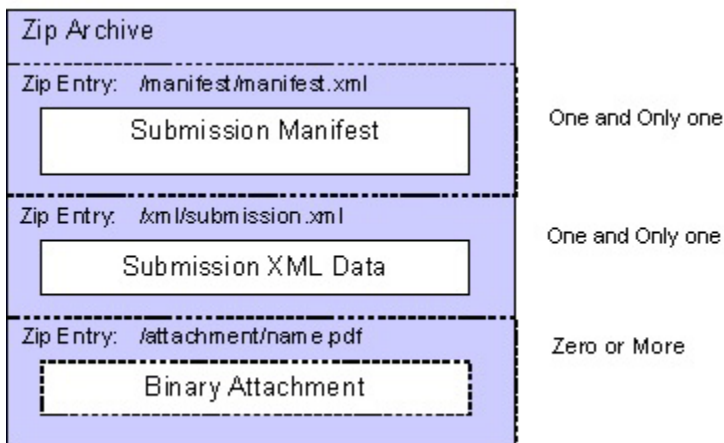 Zip Archive
Zip Entry: /manifest/manifest.xml
Submission Manifest
One and Only one
Zip Entry: /xml/submission.xml
Submission XML Data
One and Only one
Zip Entry: /attachment/name.pdf
Binary Attachment
Zero or More